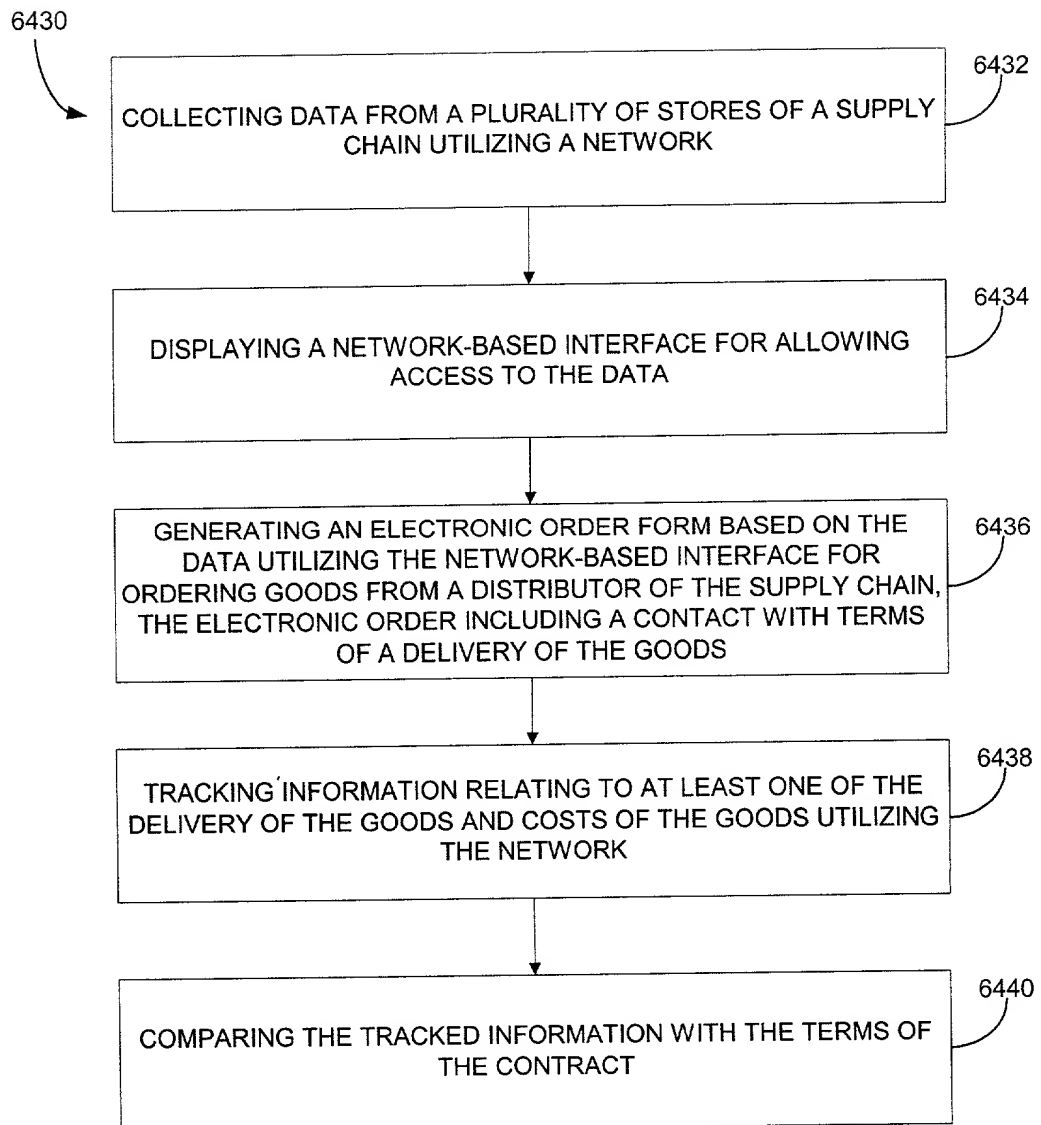 6430
6432
COLLECTING DATA FROM A PLURALITY OF STORES OF A SUPPLY
CHAIN UTILIZING A NETWORK
6434
DISPLAYING A NETWORK-BASED INTERFACE FOR ALLOWING
ACCESS TO THE DATA
6436
GENERATING AN ELECTRONIC ORDER FORM BASED ON THE
DATA UTILIZING THE NETWORK-BASED INTERFACE FOR
ORDERING GOODS FROM A DISTRIBUTOR OF THE SUPPLY CHAIN,
THE ELECTRONIC ORDER INCLUDING A CONTACT WITH TERMS
OF A DELIVERY OF THE GOODS
6438
TRACKING INFORMATION RELATING TO AT LEAST ONE OF THE
DELIVERY OF THE GOODS AND COSTS OF THE GOODS UTILIZING
THE NETWORK
6440
COMPARING THE TRACKED INFORMATION WITH THE TERMS OF
THE CONTRACT